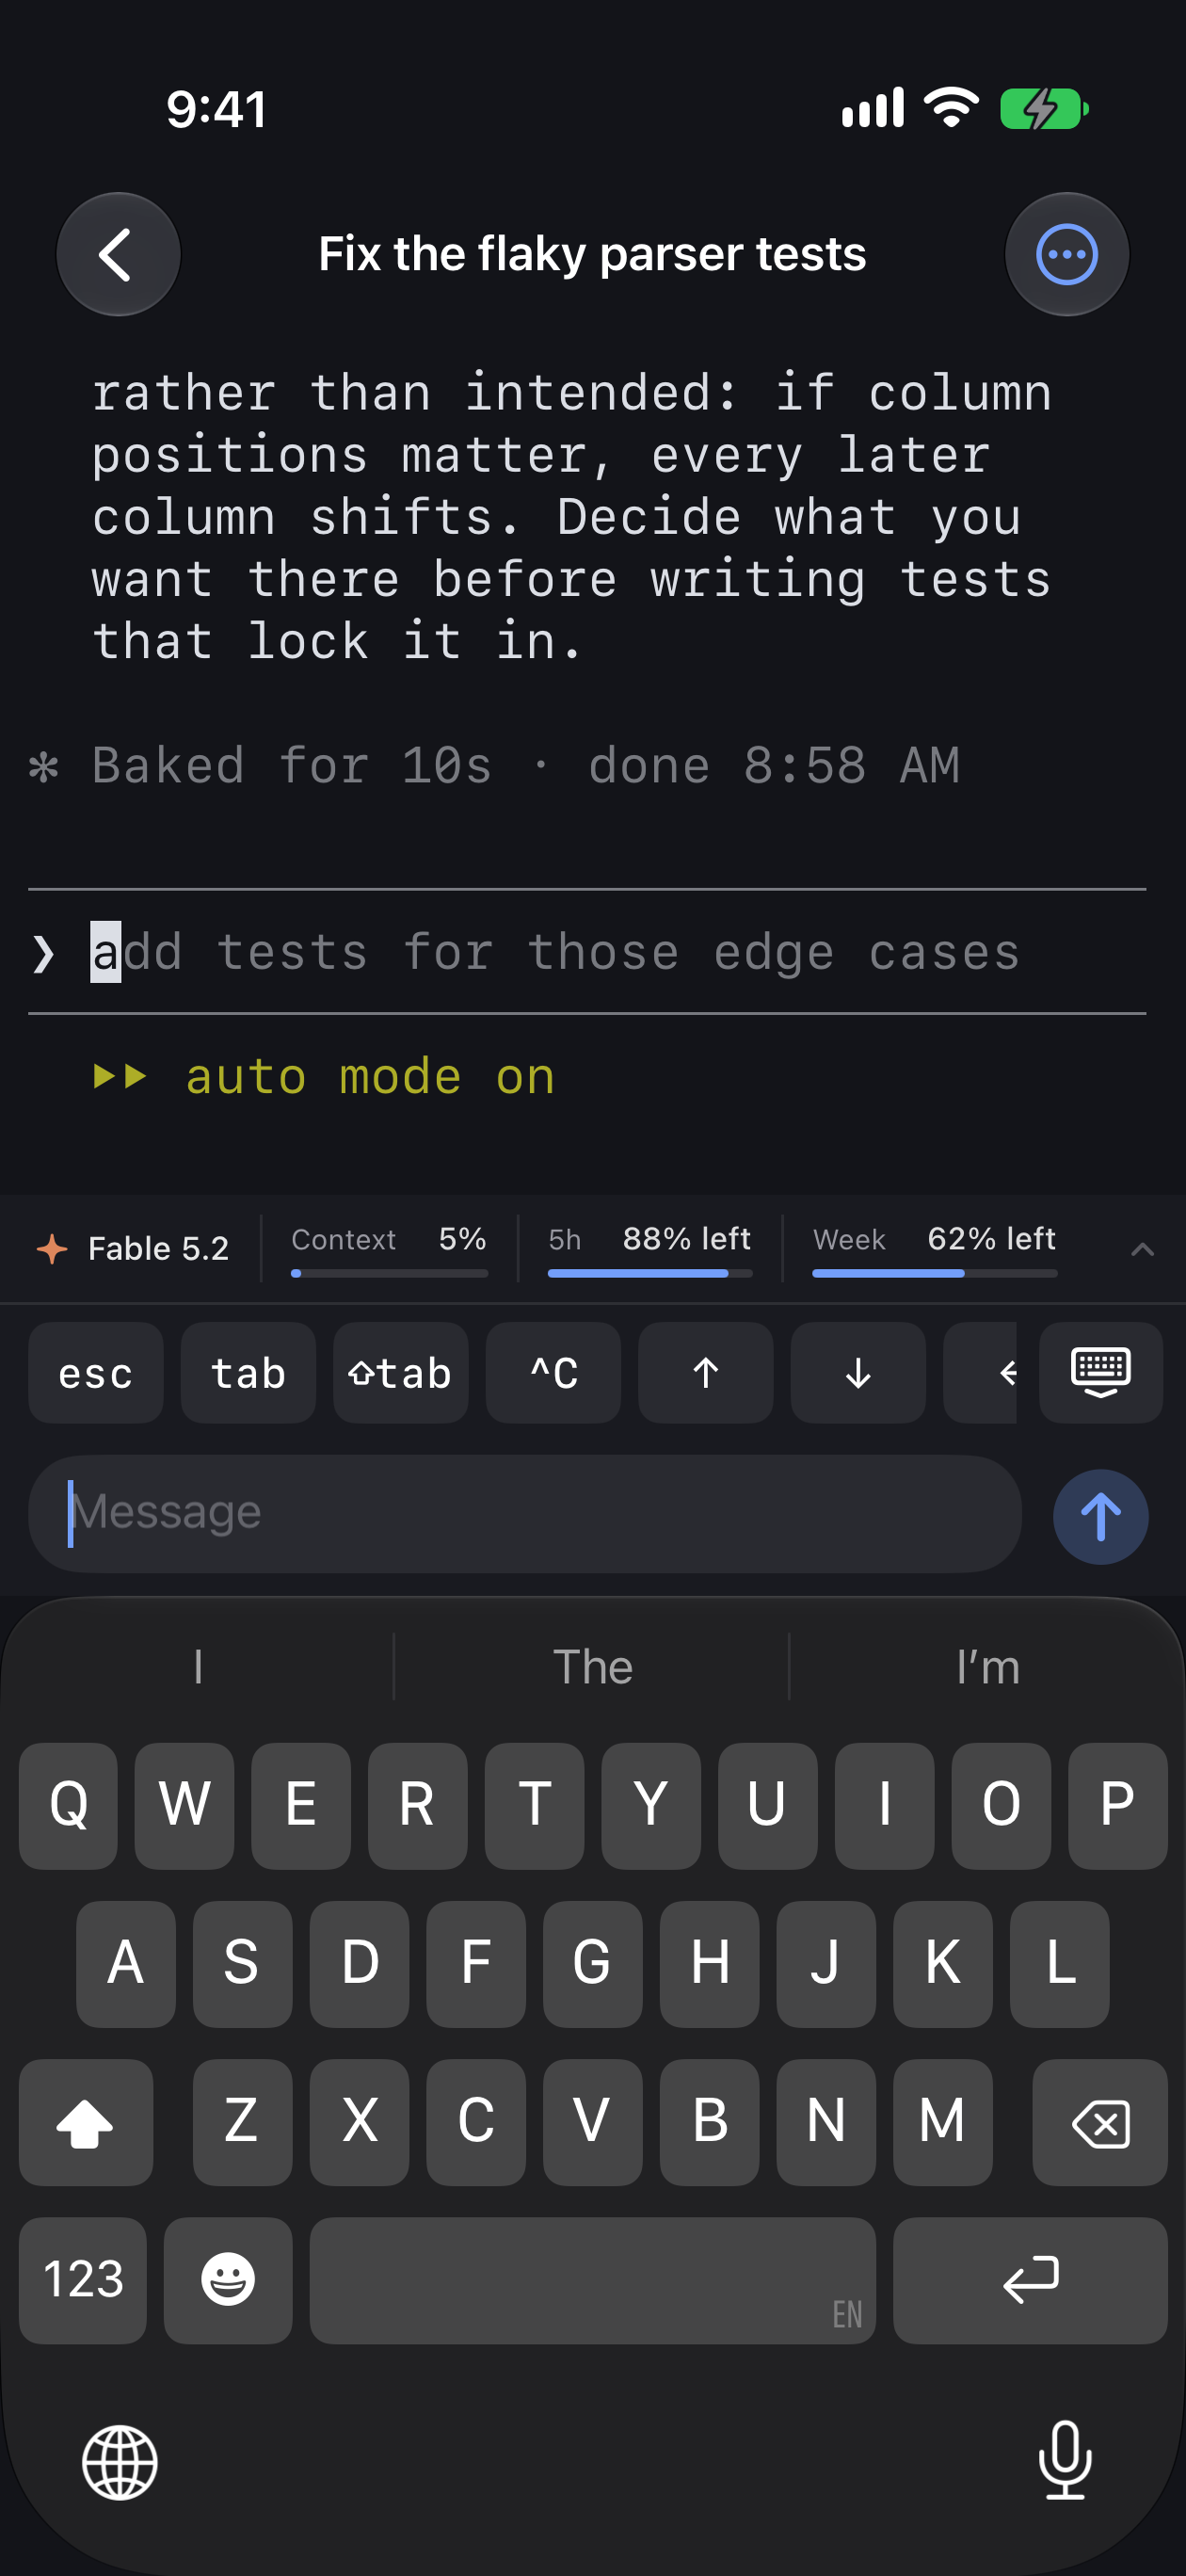 9:41
Fix the flaky parser tests
rather than intended: if column
positions matter, every later
column shifts. Decide what you
want there before writing tests
that lock it in.
✻ Baked for 10s · done 8:58 AM
❯ add tests for those edge cases
▶▶ auto mode on
Fable 5.2
Context 5%
5h 88% left
Week 62% left
esc tab ⇧tab ^C ↑ ↓
Message
I The I’m
Q W E R T Y U I O P
A S D F G H J K L
Z X C V B N M
123
EN